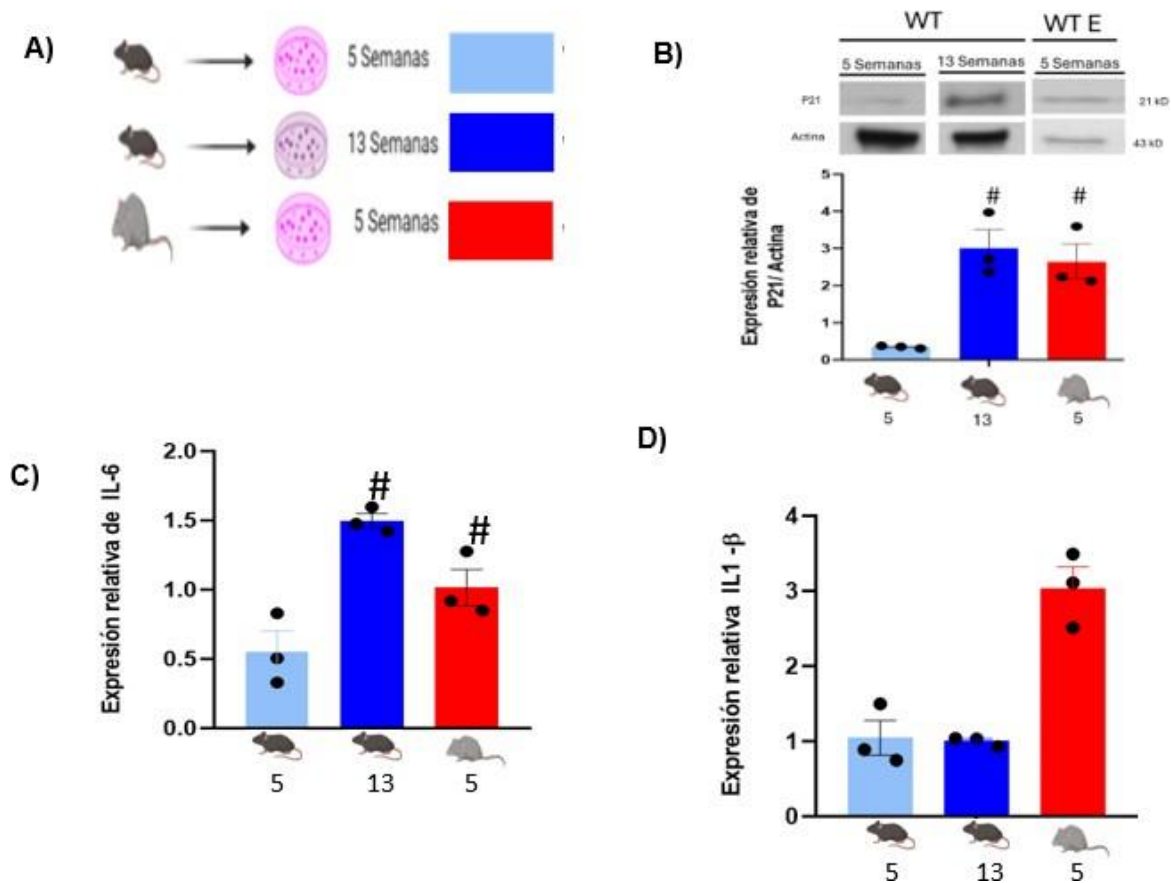 A)
5 Semanas
13 Semanas
5 Semanas
B)
WT
WT E
5 Semanas
13 Semanas
5 Semanas
P21
21 kD
Actina
43 kD
Expresión relativa de
P21/ Actina
5
4
3
2
1
0
#
#
5
13
5
C)
Expresión relativa de IL-6
2.0
1.5
1.0
0.5
0.0
#
#
5
13
5
D)
Expresión relativa IL1 -β
4
3
2
1
0
5
13
5